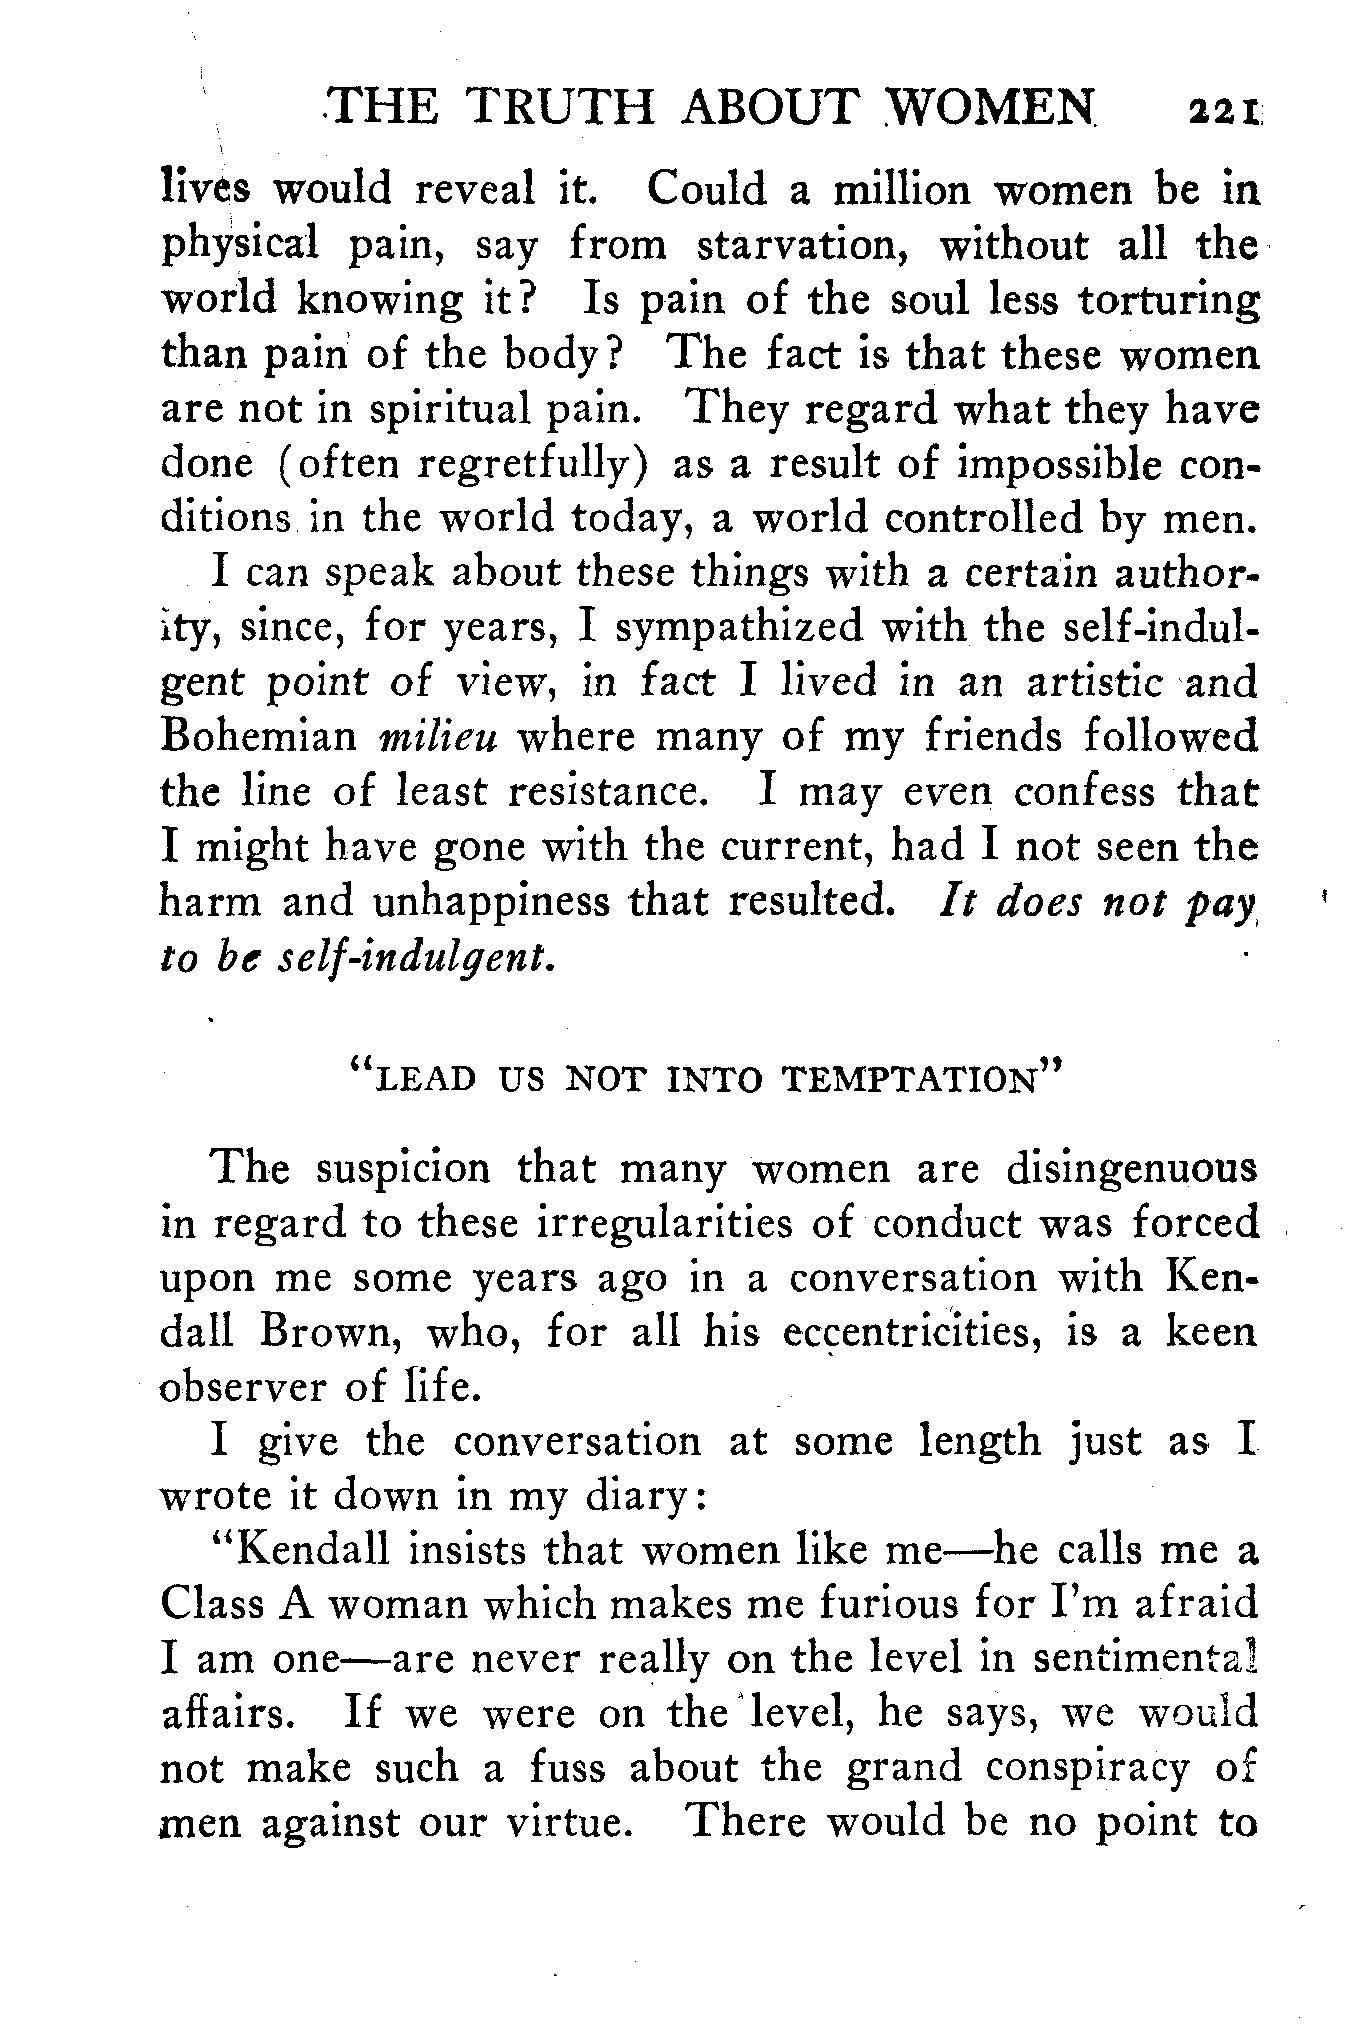 THE TRUTH ABOUT WOMEN 221
lives would reveal it. Could a million women be in
physical pain, say from starvation, without all the
world knowing it? Is pain of the soul less torturing
than pain of the body? The fact is that these women
are not in spiritual pain. They regard what they have
done (often regretfully) as a result of impossible con-
ditions in the world today, a world controlled by men.
I can speak about these things with a certain author-
ity, since, for years, I sympathized with the self-indul-
gent point of view, in fact I lived in an artistic and
Bohemian milieu where many of my friends followed
the line of least resistance. I may even confess that
I might have gone with the current, had I not seen the
harm and unhappiness that resulted. It does not pay
to be self-indulgent.
"LEAD US NOT INTO TEMPTATION"
The suspicion that many women are disingenuous
in regard to these irregularities of conduct was forced
upon me some years ago in a conversation with Ken-
dall Brown, who, for all his eccentricities, is a keen
observer of life.
I give the conversation at some length just as I
wrote it down in my diary:
"Kendall insists that women like me—he calls me a
Class A woman which makes me furious for I'm afraid
I am one—are never really on the level in sentimental
affairs. If we were on the level, he says, we would
not make such a fuss about the grand conspiracy of
men against our virtue. There would be no point to